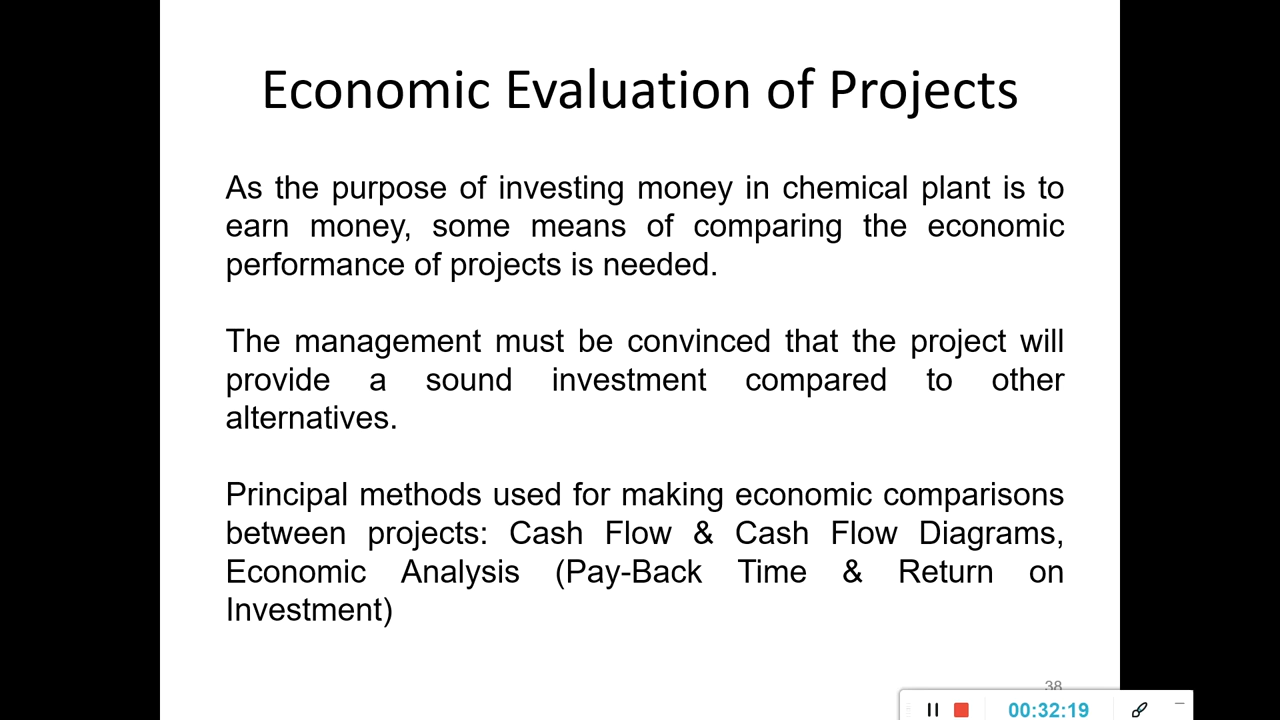 Economic Evaluation of Projects
As the purpose of investing money in chemical plant is to
earn money, some means of comparing the economic
performance of projects is needed.
The management must be convinced that the project will
provide a sound investment compared to other
alternatives.
Principal methods used for making economic comparisons
between projects: Cash Flow & Cash Flow Diagrams,
Economic Analysis (Pay-Back Time & Return on
Investment)
38
00:32:19